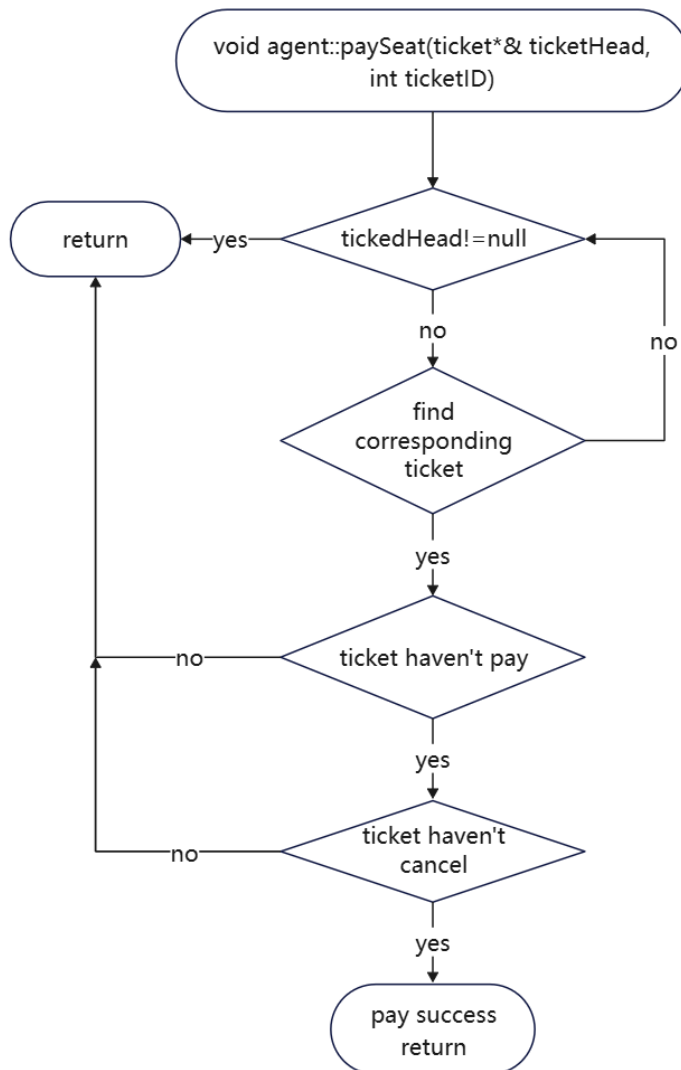 void agent::paySeat(ticket*& ticketHead,
int ticketID)
return
yes
tickedHead!=null
no
no
find
corresponding
ticket
yes
no
ticket haven't pay
yes
no
ticket haven't
cancel
yes
pay success
return